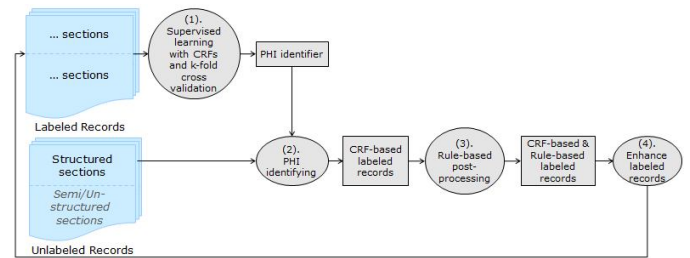 ... sections
... sections
Labeled Records
(1).
Supervised
learning
with CRFs
and k-fold
cross
validation
PHI identifier
Structured
sections
Semi/Un-
structured
sections
Unlabeled Records
(2).
PHI
identifying
CRF-based
labeled
records
(3).
Rule-based
post-
processing
CRF-based &
Rule-based
labeled
records
(4).
Enhance
labeled
records